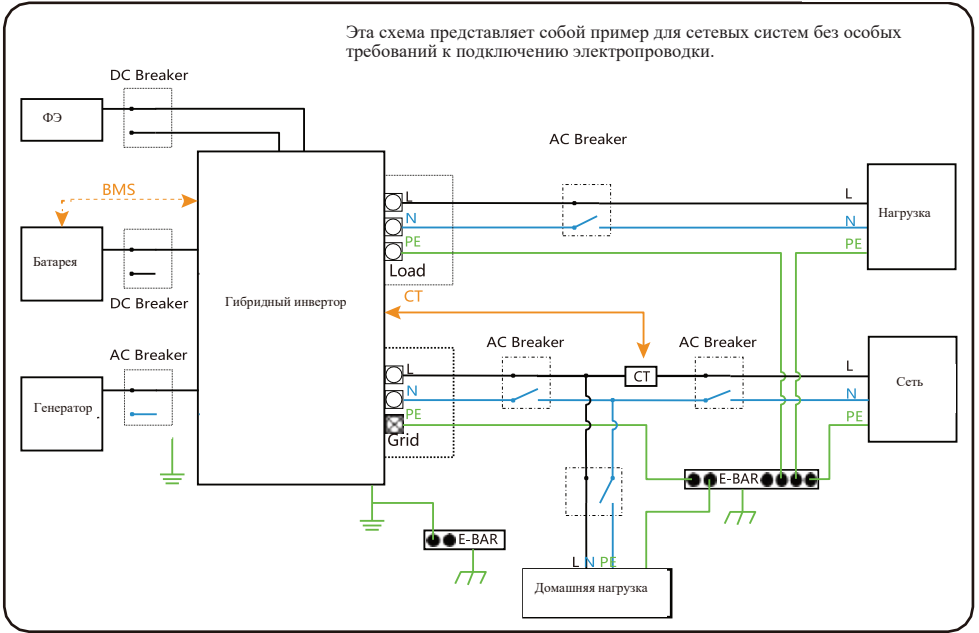 Эта схема представляет собой пример для сетевых систем без особых
требований к подключению электропроводки.
DC Breaker
ФЭ
AC Breaker
BMS
L
N
PE
Load
L
N
PE
Нагрузка
Батарея
DC Breaker
Гибридный инвертор
CT
AC Breaker
Генератор
AC Breaker
AC Breaker
L
N
PE
Grid
CT
L
N
PE
Сеть
E-BAR
E-BAR
L N PE
Домашняя нагрузка